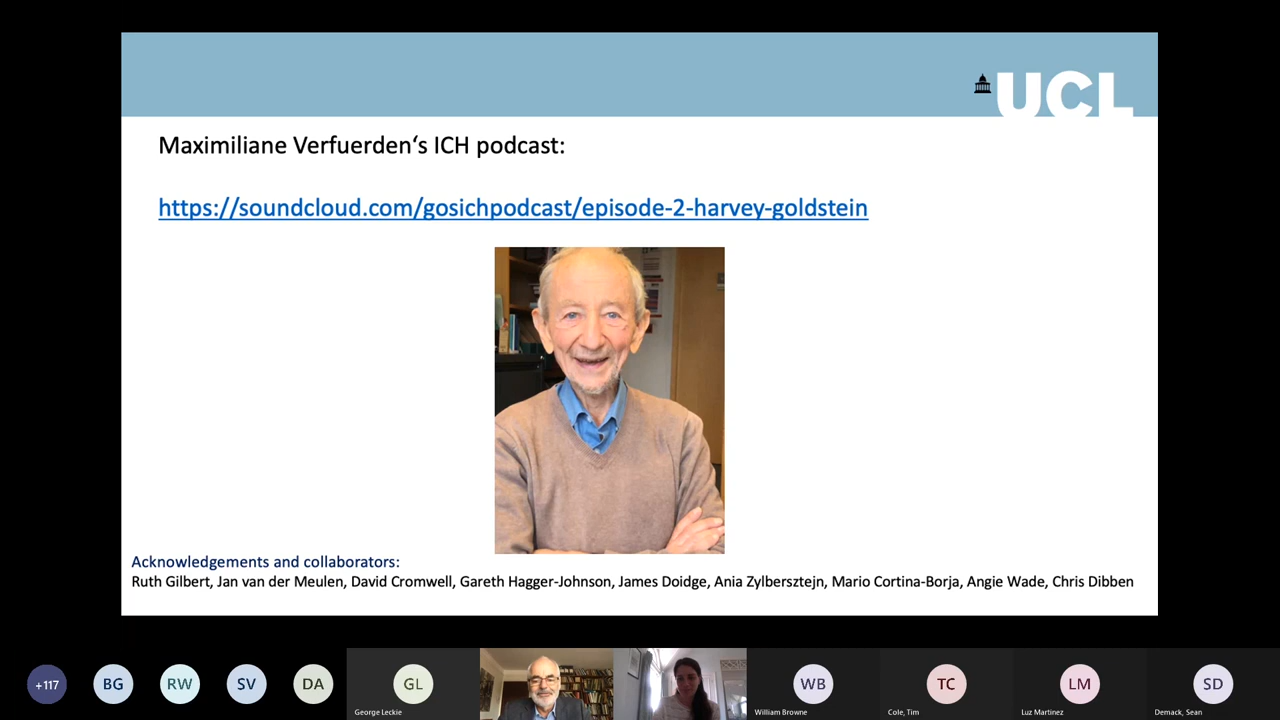 UCL
Maximiliane Verfuerden‘s ICH podcast:
https://soundcloud.com/gosichpodcast/episode-2-harvey-goldstein
Acknowledgements and collaborators:
Ruth Gilbert, Jan van der Meulen, David Cromwell, Gareth Hagger-Johnson, James Doidge, Ania Zylbersztejn, Mario Cortina-Borja, Angie Wade, Chris Dibben
+117
BG
RW
SV
DA
GL
George Leckie
WB
William Browne
TC
Cole, Tim
LM
Luz Martinez
SD
Demack, Sean